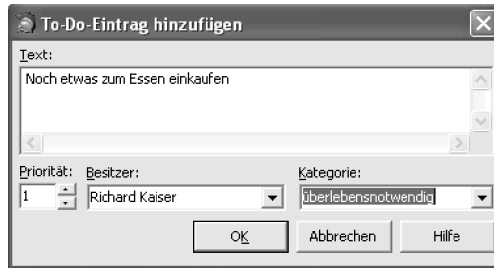 To-Do-Eintrag hinzufügen
Text:
Noch etwas zum Essen einkaufen
Priorität: Besitzer: Kategorie:
1 Richard Kaiser überlebensnotwendig
OK Abbrechen Hilfe